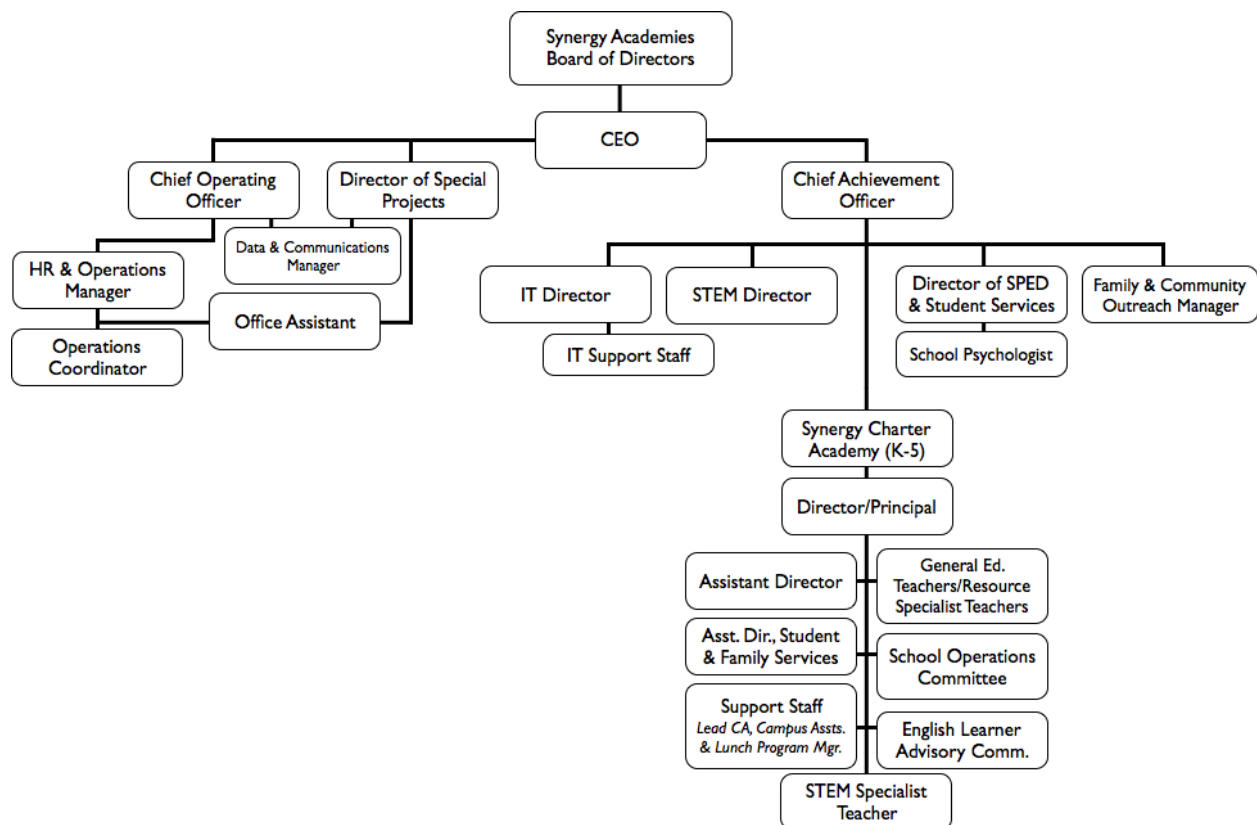 Synergy Academies
Board of Directors
CEO
Chief Operating
Officer
Director of Special
Projects
Chief Achievement
Officer
Data & Communications
Manager
HR & Operations
Manager
IT Director
STEM Director
Director of SPED
& Student Services
Family & Community
Outreach Manager
Office Assistant
Operations
Coordinator
IT Support Staff
School Psychologist
Synergy Charter
Academy (K-5)
Director/Principal
Assistant Director
General Ed.
Teachers/Resource
Specialist Teachers
Asst. Dir., Student
& Family Services
School Operations
Committee
Support Staff
Lead CA, Campus Assts.
& Lunch Program Mgr.
English Learner
Advisory Comm.
STEM Specialist
Teacher